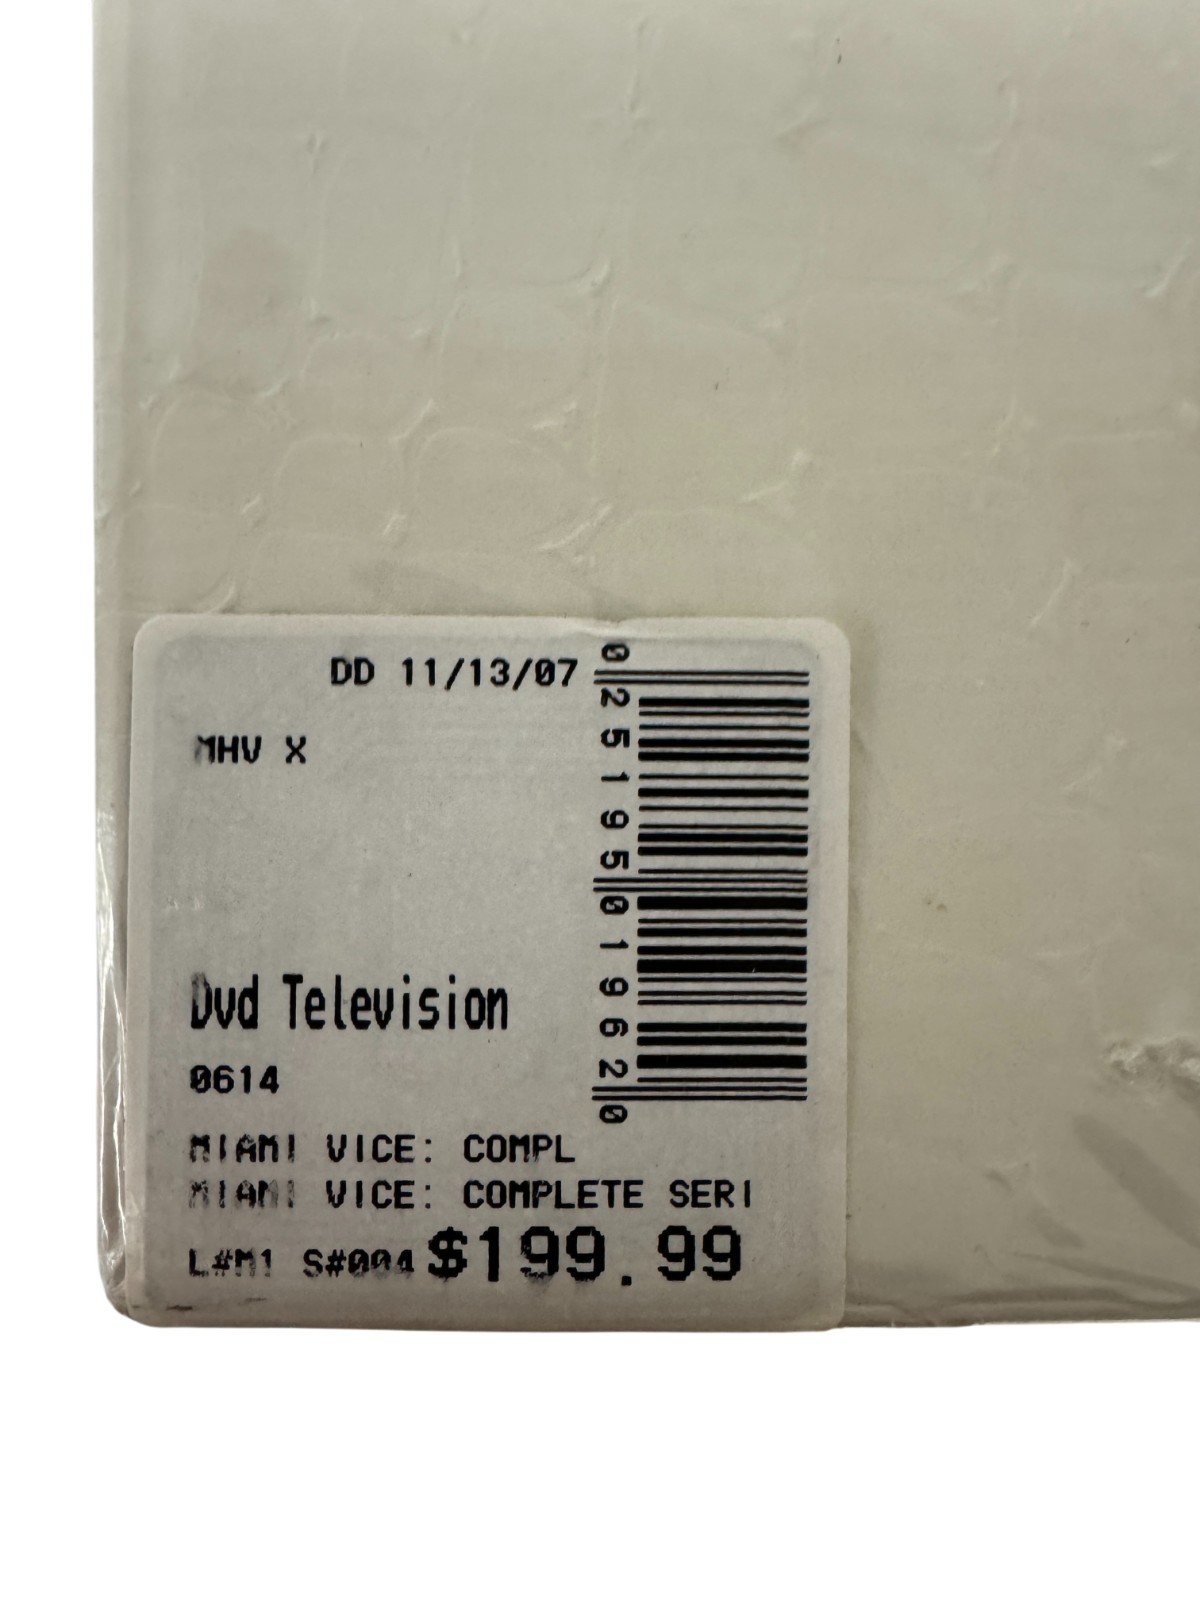 DD 11/13/07
MHV X
0 25195 01962 0
Dvd Television
0614
MIAMI VICE: COMPL
MIAMI VICE: COMPLETE SERI
L#M1 S#004 $199.99